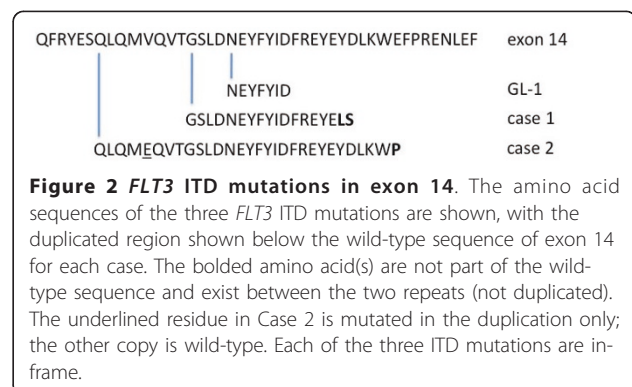 QFRYESQLQMVQVTGSLDNEYFYIDFREYEYDLKWEFPRENLEF exon 14
NEYFYID GL-1
GSLDNEYFYIDFREYELS case 1
QLQMEQVTGSLDNEYFYIDFREYEYDLKWP case 2
Figure 2 FLT3 ITD mutations in exon 14. The amino acid
sequences of the three FLT3 ITD mutations are shown, with the
duplicated region shown below the wild-type sequence of exon 14
for each case. The bolded amino acid(s) are not part of the wild-
type sequence and exist between the two repeats (not duplicated).
The underlined residue in Case 2 is mutated in the duplication only;
the other copy is wild-type. Each of the three ITD mutations are in-
frame.